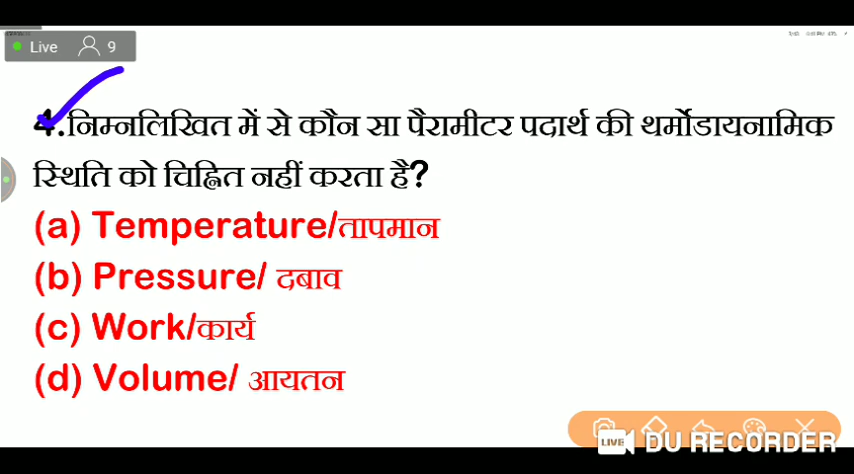 Live 9
4.निम्नलिखित में से कौन सा पैरामीटर पदार्थ की थर्मोडायनामिक
स्थिति को चिह्नित नहीं करता है?
(a) Temperature/तापमान
(b) Pressure/ दबाव
(c) Work/कार्य
(d) Volume/ आयतन
LIVE DU RECORDER